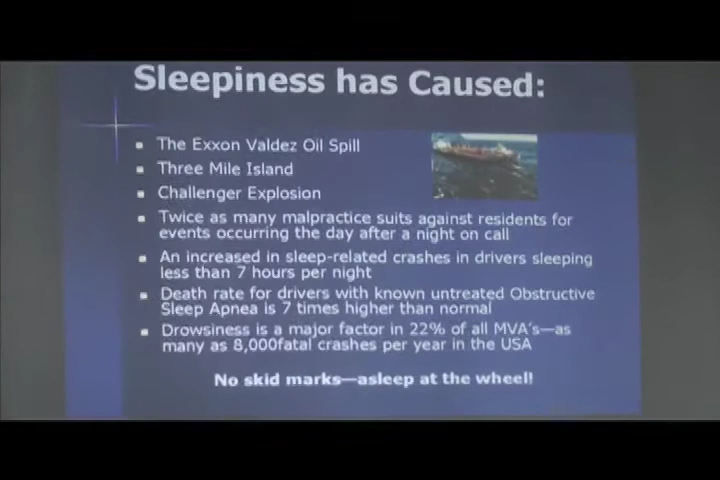 Sleepiness has Caused:
The Exxon Valdez Oil Spill
Three Mile Island
Challenger Explosion
Twice as many malpractice suits against residents for
events occurring the day after a night on call
An increased in sleep-related crashes in drivers sleeping
less than 7 hours per night
Death rate for drivers with known untreated Obstructive
Sleep Apnea is 7 times higher than normal
Drowsiness is a major factor in 22% of all MVA's—as
many as 8,000fatal crashes per year in the USA
No skid marks—asleep at the wheel!